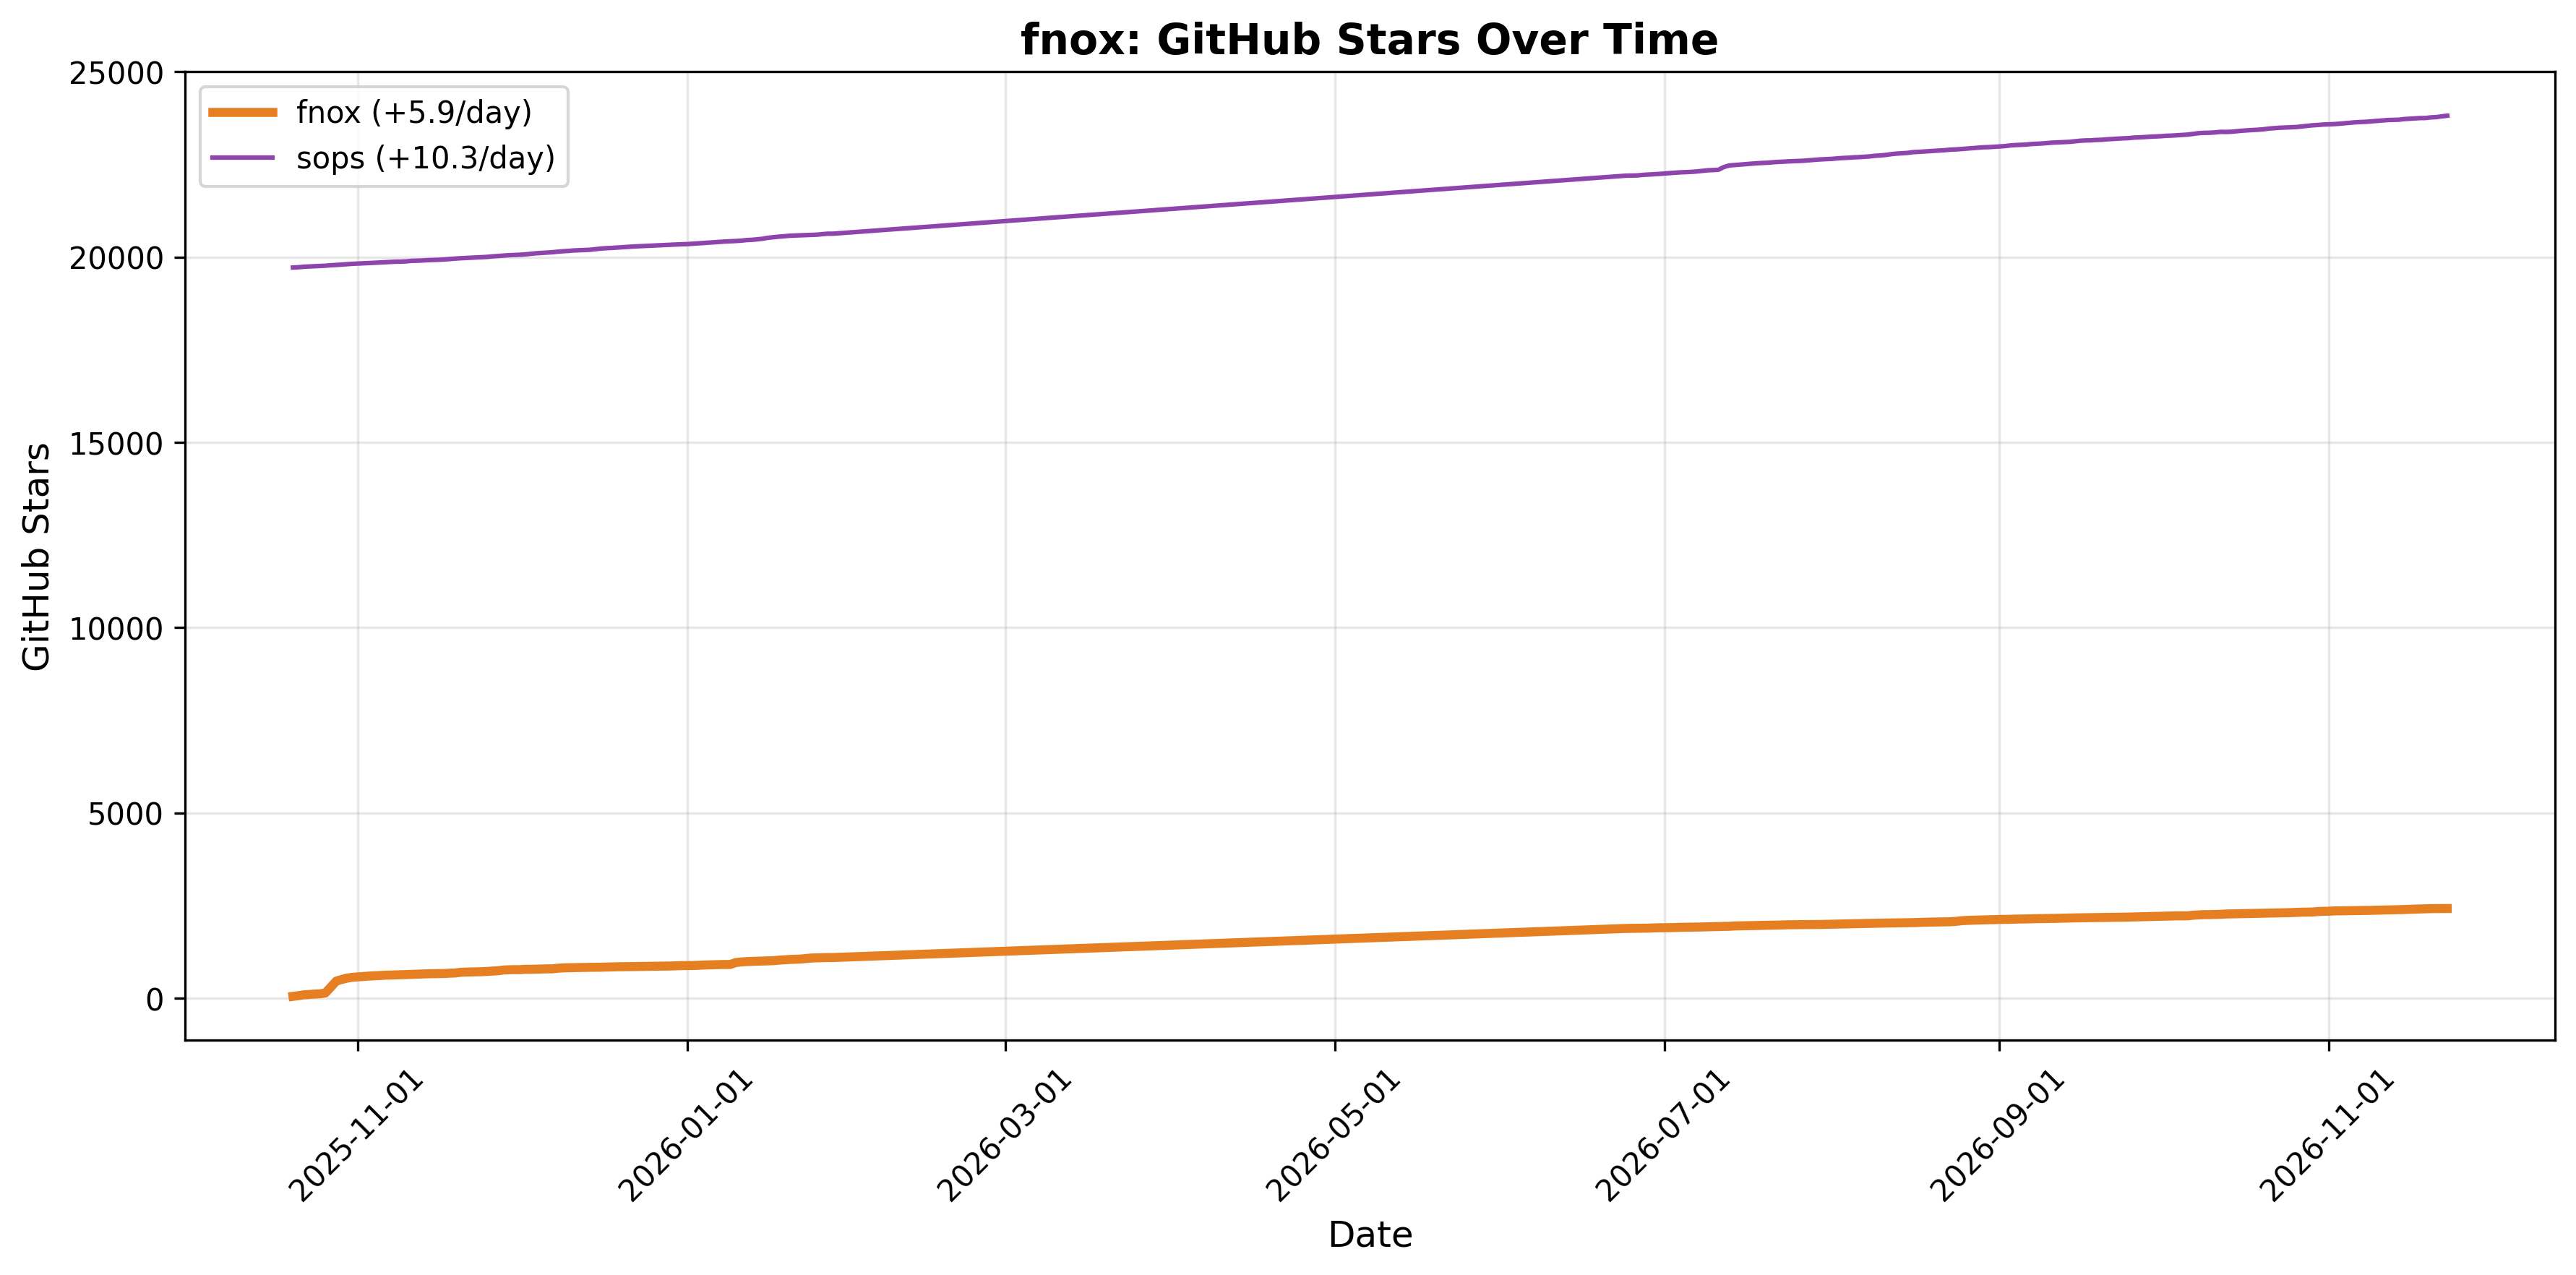 fnox: GitHub Stars Over Time
25000
20000
15000
10000
5000
0
GitHub Stars
fnox (+5.9/day)
sops (+10.3/day)
2025-11-01
2026-01-01
2026-03-01
2026-05-01
2026-07-01
2026-09-01
2026-11-01
Date